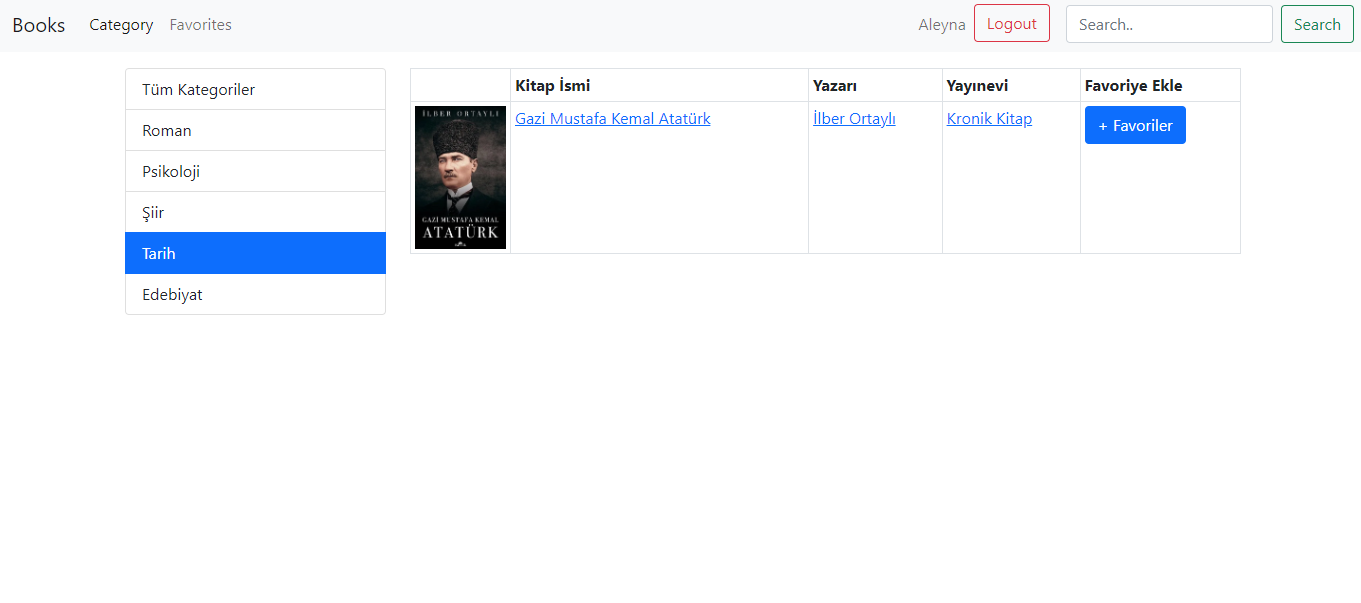 Books Category Favorites Aleyna Logout Search.. Search
Tüm Kategoriler
Roman
Psikoloji
Şiir
Tarih
Edebiyat
Kitap İsmi Yazarı Yayınevi Favoriye Ekle
Gazi Mustafa Kemal Atatürk İlber Ortaylı Kronik Kitap + Favoriler
İLBER ORTAYLI
GAZİ MUSTAFA KEMAL
ATATÜRK